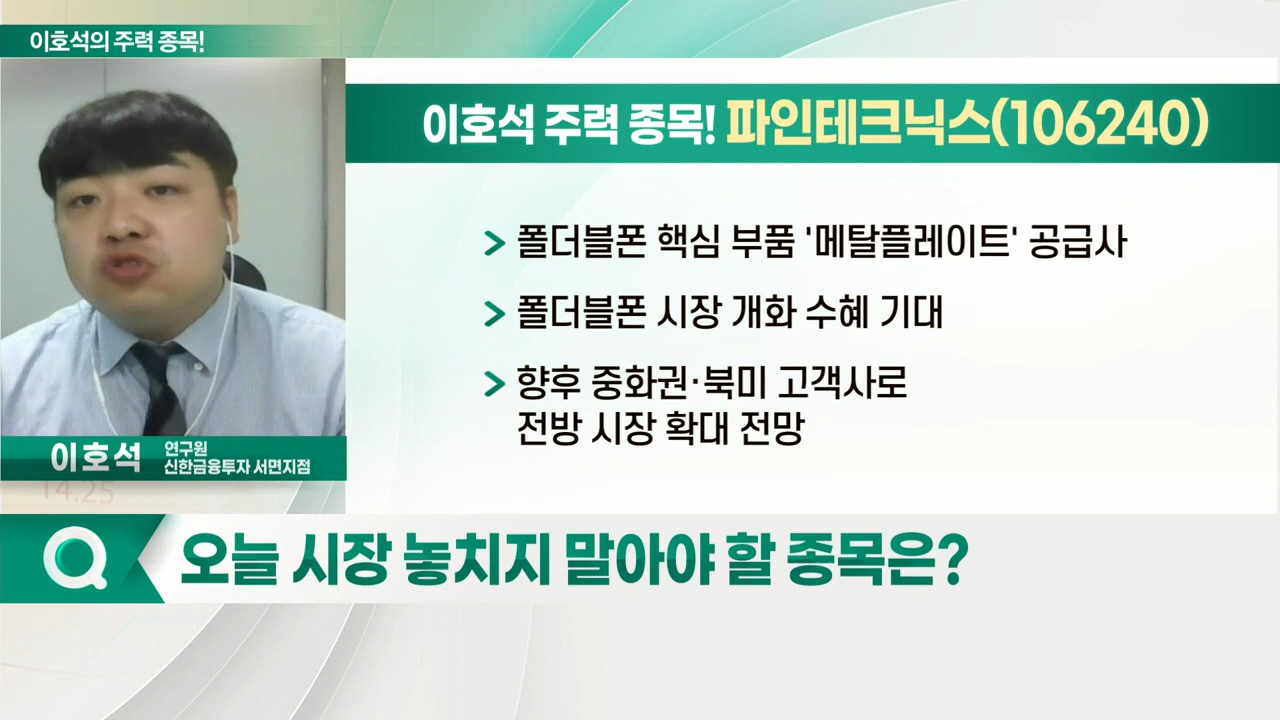 이호석의 주력 종목!
이호석 주력 종목! 파인테크닉스(106240)
> 폴더블폰 핵심 부품 '메탈플레이트' 공급사
> 폴더블폰 시장 개화 수혜 기대
> 향후 중화권·북미 고객사로
전방 시장 확대 전망
이호석 연구원
신한금융투자 서면지점
14.25
Q 오늘 시장 놓치지 말아야 할 종목은?